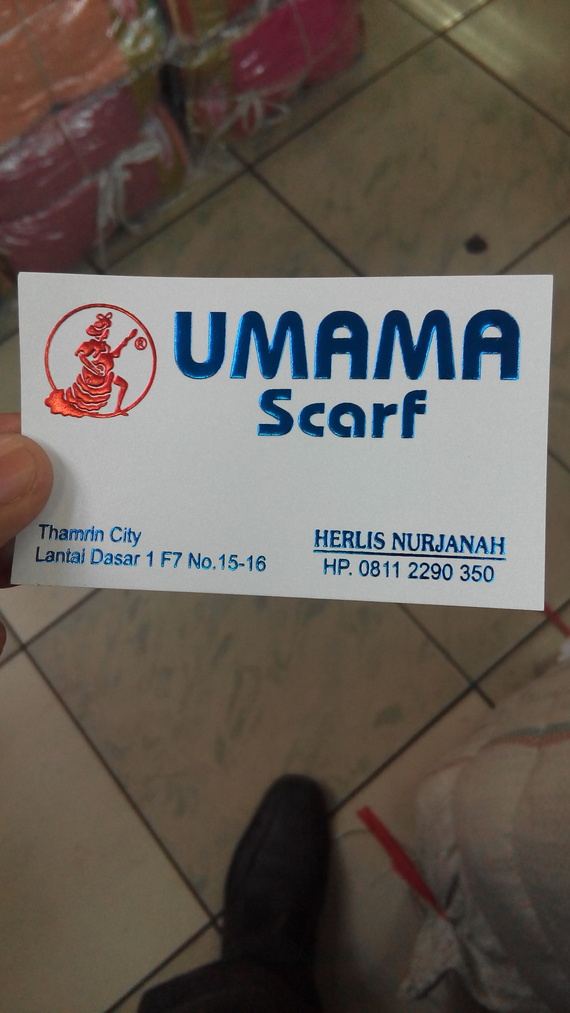 ®
UMAMA
Scarf
Thamrin City
Lantai Dasar 1 F7 No.15-16
HERLIS NURJANAH
HP. 0811 2290 350